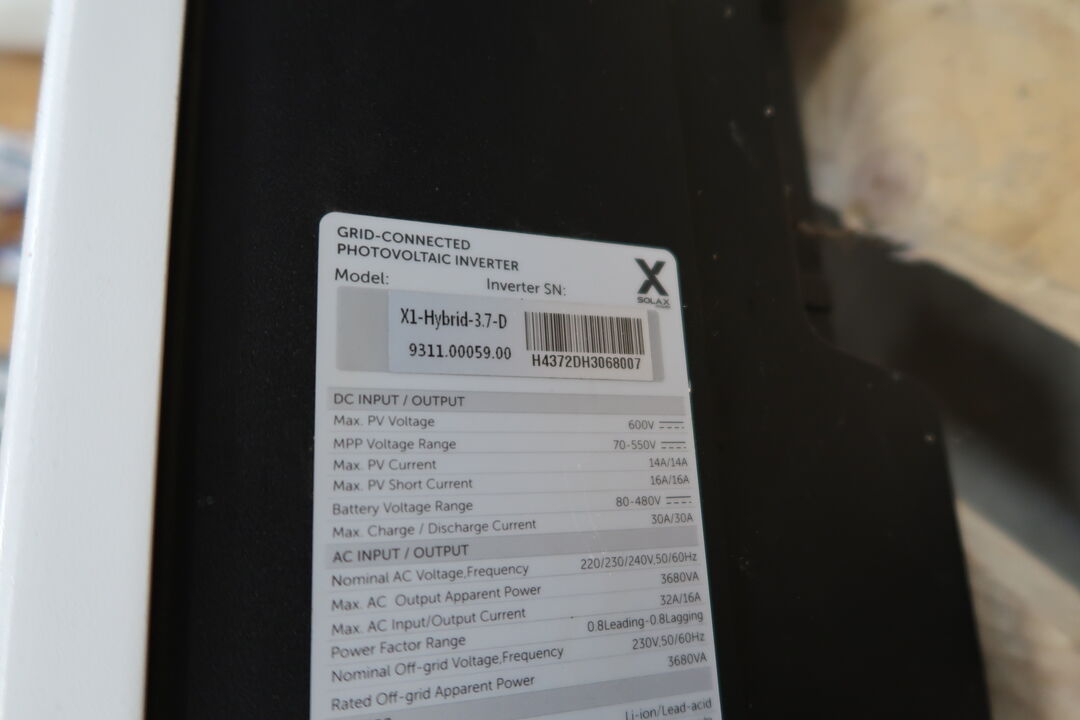 GRID-CONNECTED
PHOTOVOLTAIC INVERTER
X
SOLAX
Model:
Inverter SN:
X1-Hybrid-3.7-D
9311.00059.00
H4372DH3068007
DC INPUT / OUTPUT
Max. PV Voltage 600V
MPP Voltage Range 70-550V
Max. PV Current 14A/14A
Max. PV Short Current 16A/16A
Battery Voltage Range 80-480V
Max. Charge / Discharge Current 30A/30A
AC INPUT / OUTPUT
Nominal AC Voltage,Frequency 220/230/240V,50/60Hz
Max. AC Output Apparent Power 3680VA
Max. AC Input/Output Current 32A/16A
Power Factor Range 0.8Leading-0.8Lagging
Nominal Off-grid Voltage,Frequency 230V,50/60Hz
Rated Off-grid Apparent Power 3680VA
Li-ion/Lead-acid